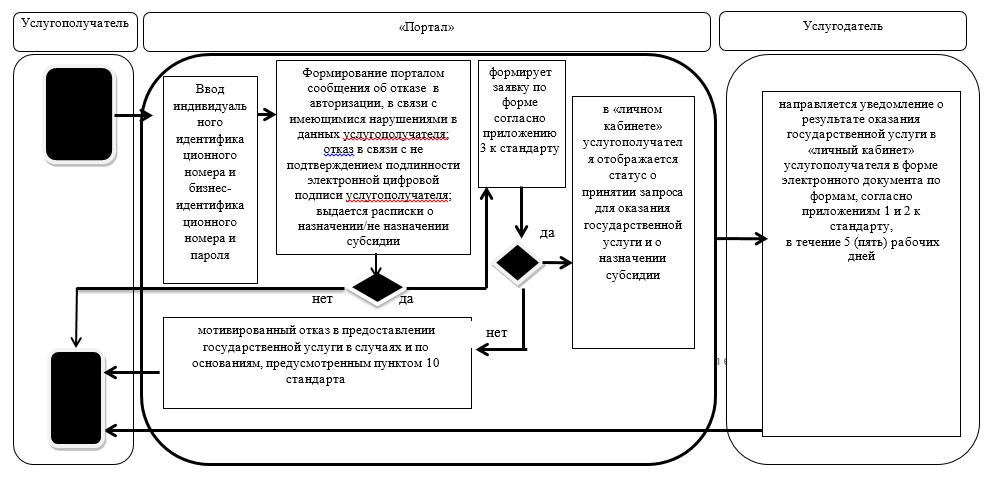 Услугополучатель
«Портал»
Услугодатель
Ввод
индивидуаль
ного
идентифика
ционного
номера и
бизнес-
идентифика
ционного
номера и
пароля
Формирование порталом
сообщения об отказе в
авторизации, в связи с
имеющимися нарушениями в
данных услугополучателя;
отказ в связи с не
подтверждением подлинности
электронной цифровой
подписи услугополучателя;
выдается расписки о
назначении/не назначении
субсидии
формирует
заявку по
форме
согласно
приложению
3 к стандарту
в «личном
кабинете»
услугополучател
я отображается
статус о
принятии запроса
для оказания
государственной
услуги и о
назначении
субсидии
направляется уведомление о
результате оказания
государственной услуги в
«личный кабинет»
услугополучателя в форме
электронного документа по
формам, согласно
приложениям 1 и 2 к
стандарту,
в течение 5 (пять) рабочих
дней
да
нет
да
нет
мотивированный отказ в предоставлении
государственной услуги в случаях и по
основаниям, предусмотренным пунктом 10
стандарта